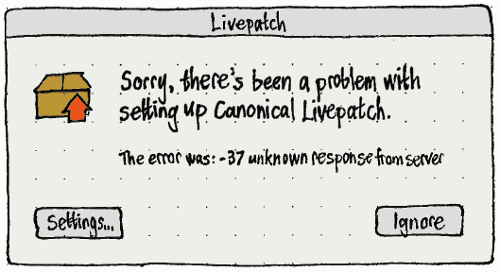 Livepatch
Sorry, there's been a problem with
setting up Canonical Livepatch.
The error was: -37 unknown response from server
Settings...
Ignore